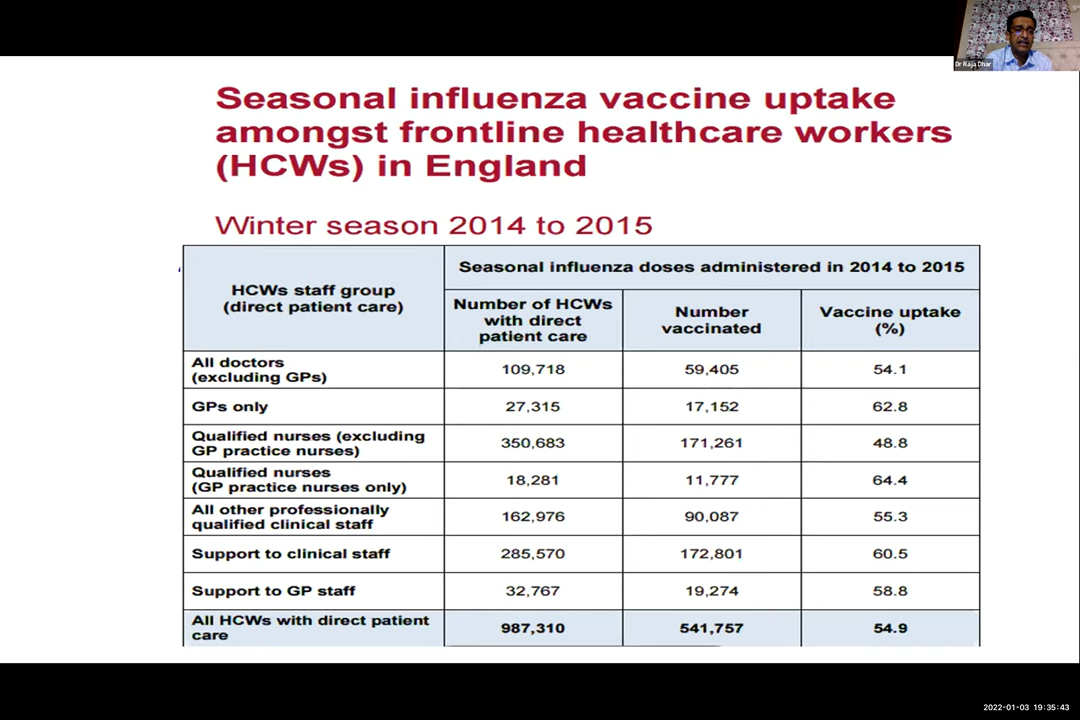 Dr Raja Dhar
Seasonal influenza vaccine uptake
amongst frontline healthcare workers
(HCWs) in England
Winter season 2014 to 2015
HCWs staff group
(direct patient care)
Seasonal influenza doses administered in 2014 to 2015
Number of HCWs
with direct
patient care
Number
vaccinated
Vaccine uptake
(%)
All doctors
(excluding GPs)
109,718
59,405
54.1
GPs only
27,315
17,152
62.8
Qualified nurses (excluding
GP practice nurses)
350,683
171,261
48.8
Qualified nurses
(GP practice nurses only)
18,281
11,777
64.4
All other professionally
qualified clinical staff
162,976
90,087
55.3
Support to clinical staff
285,570
172,801
60.5
Support to GP staff
32,767
19,274
58.8
All HCWs with direct patient
care
987,310
541,757
54.9
2022-01-03 19:35:43